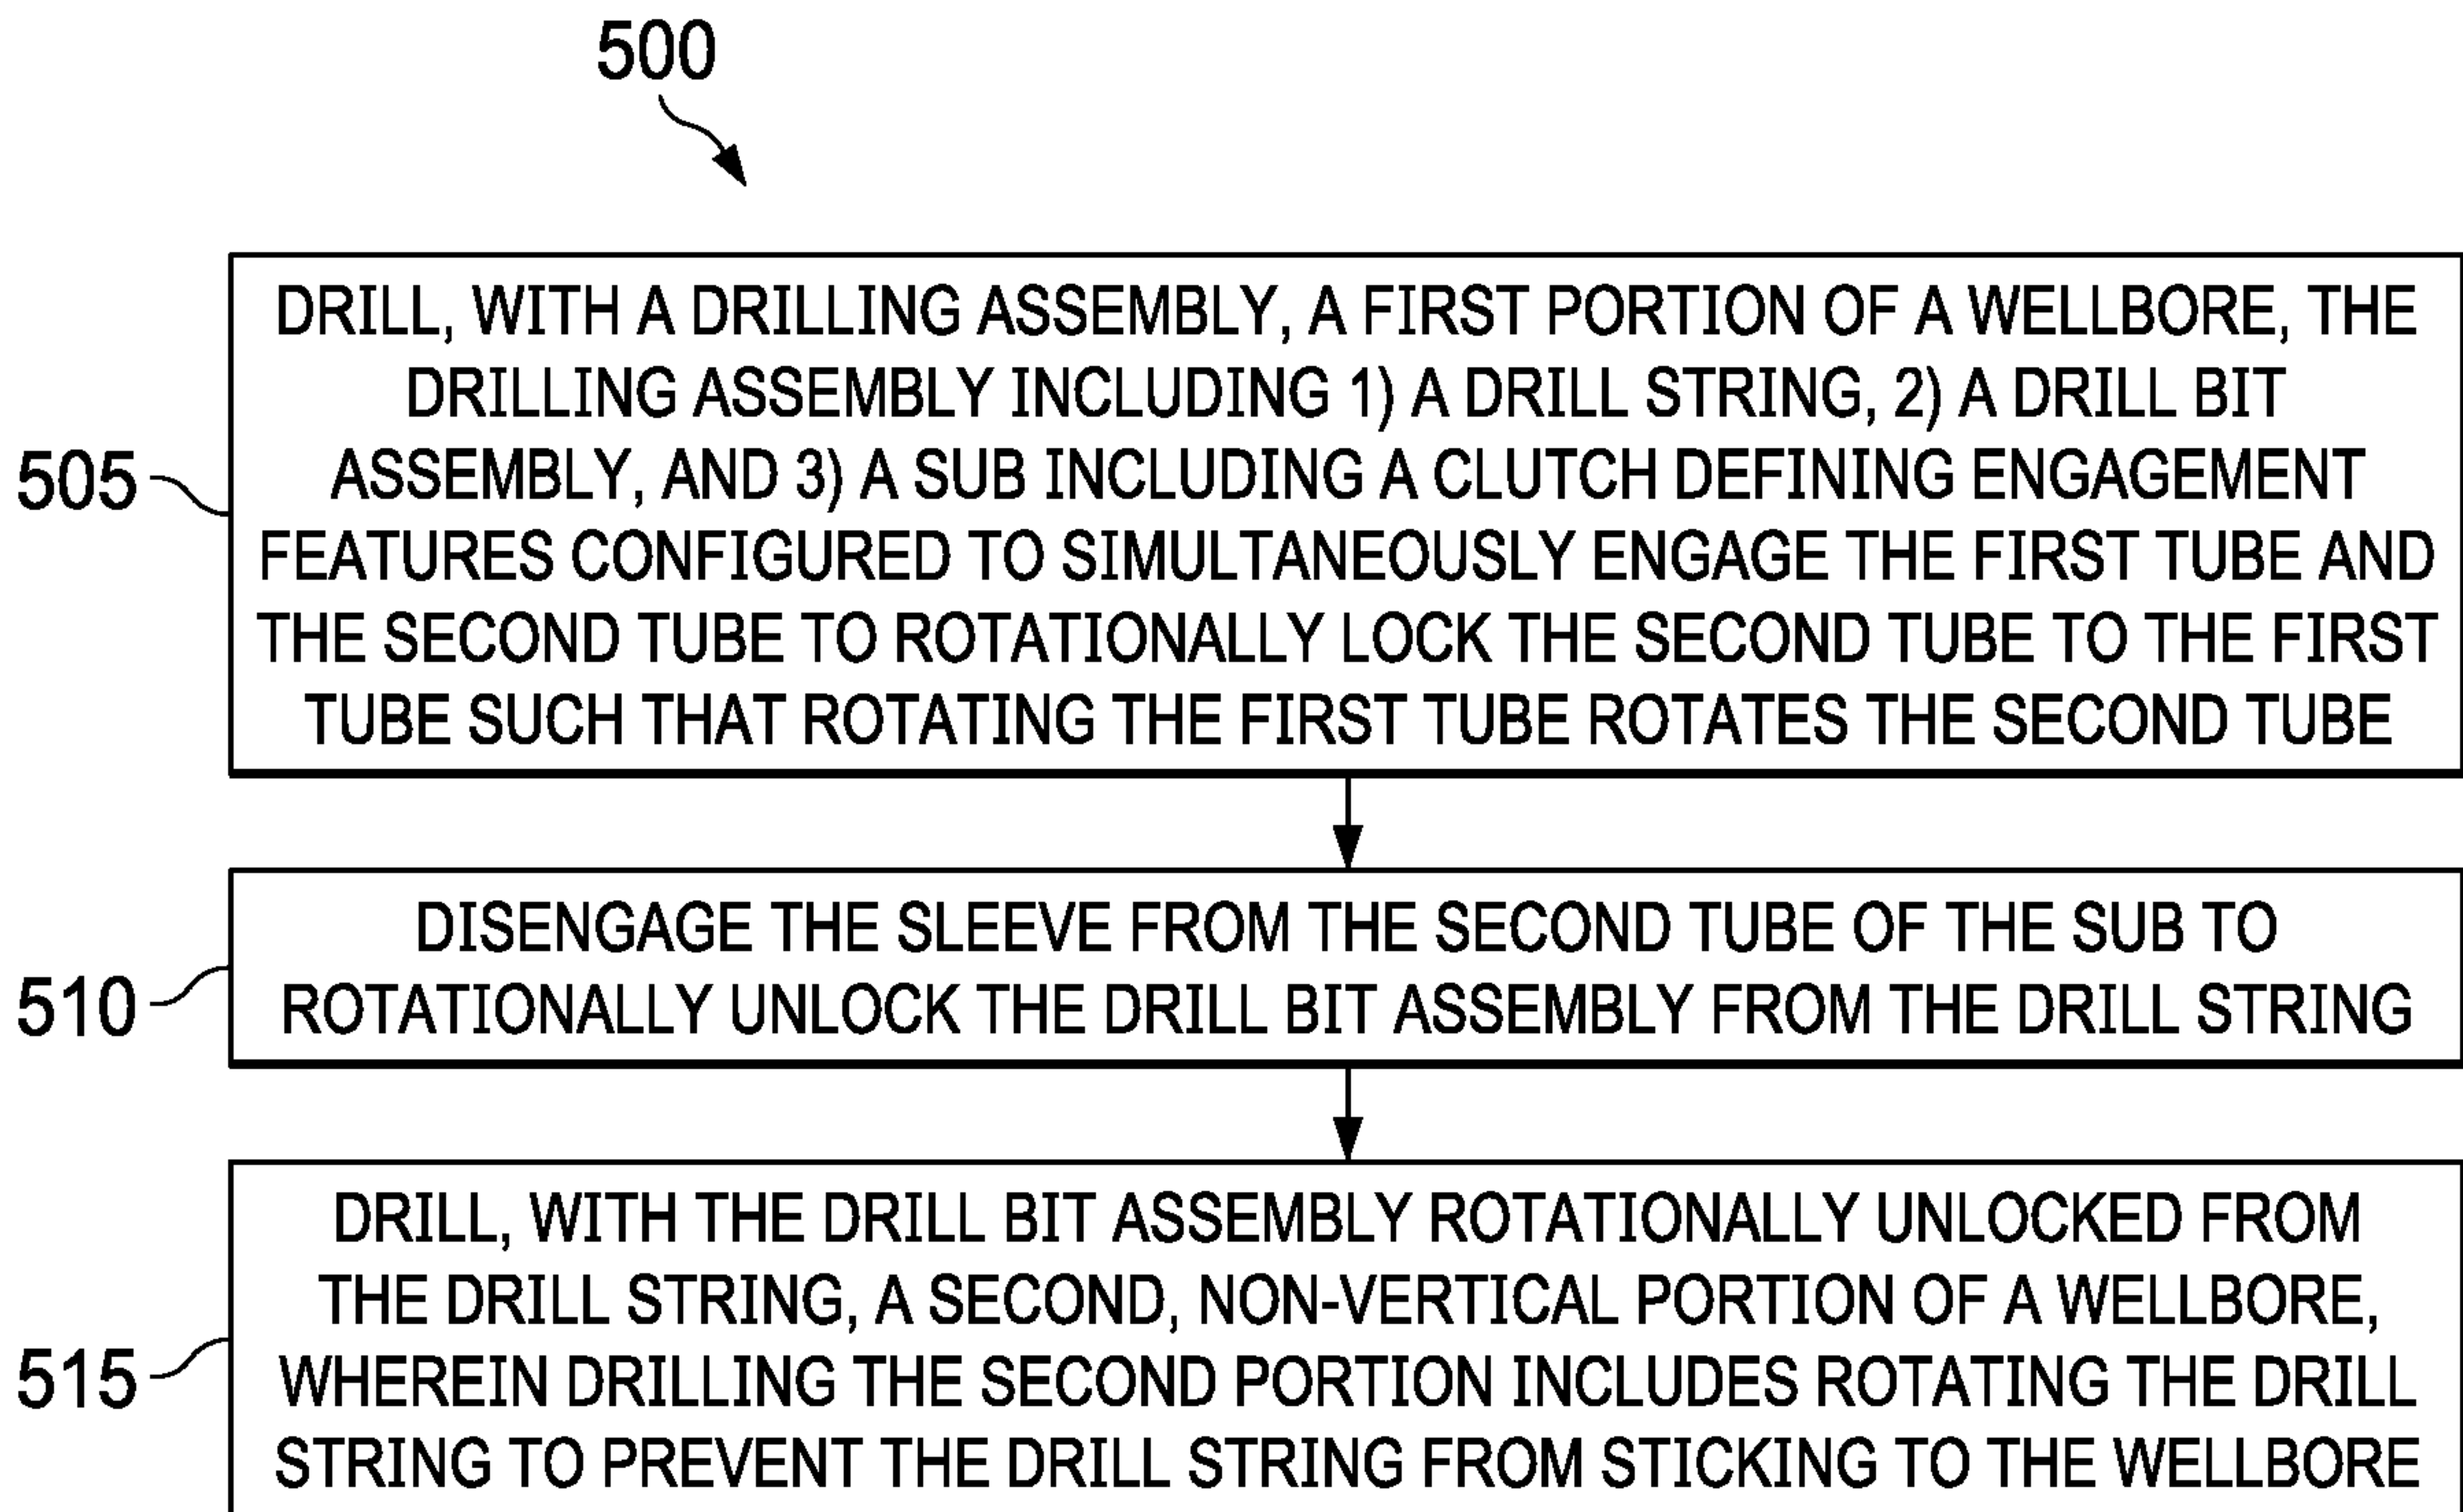 500
DRILL, WITH A DRILLING ASSEMBLY, A FIRST PORTION OF A WELLBORE, THE
DRILLING ASSEMBLY INCLUDING 1) A DRILL STRING, 2) A DRILL BIT
ASSEMBLY, AND 3) A SUB INCLUDING A CLUTCH DEFINING ENGAGEMENT
FEATURES CONFIGURED TO SIMULTANEOUSLY ENGAGE THE FIRST TUBE AND
THE SECOND TUBE TO ROTATIONALLY LOCK THE SECOND TUBE TO THE FIRST
TUBE SUCH THAT ROTATING THE FIRST TUBE ROTATES THE SECOND TUBE
505
DISENGAGE THE SLEEVE FROM THE SECOND TUBE OF THE SUB TO
ROTATIONALLY UNLOCK THE DRILL BIT ASSEMBLY FROM THE DRILL STRING
510
DRILL, WITH THE DRILL BIT ASSEMBLY ROTATIONALLY UNLOCKED FROM
THE DRILL STRING, A SECOND, NON-VERTICAL PORTION OF A WELLBORE,
WHEREIN DRILLING THE SECOND PORTION INCLUDES ROTATING THE DRILL
STRING TO PREVENT THE DRILL STRING FROM STICKING TO THE WELLBORE
515